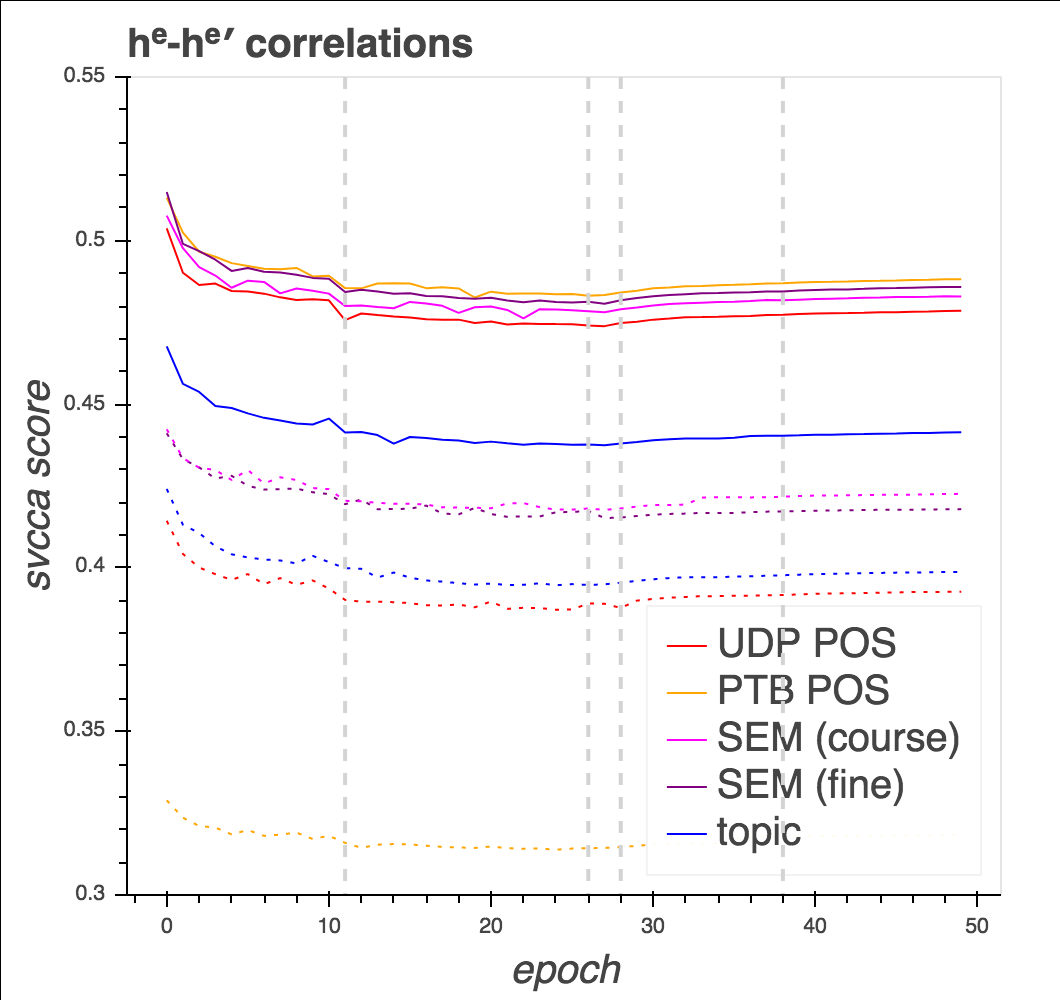 hᵉ-hᵉ′ correlations
0.55
0.5
0.45
0.4
0.35
0.3
svcca score
UDP POS
PTB POS
SEM (course)
SEM (fine)
topic
0 10 20 30 40 50
epoch